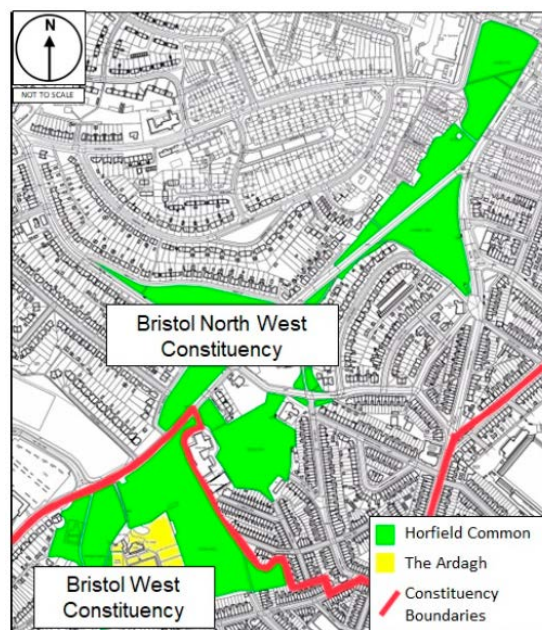 N
NOT TO SCALE
Bristol North West
Constituency
Bristol West
Constituency
Horfield Common
The Ardagh
Constituency
Boundaries